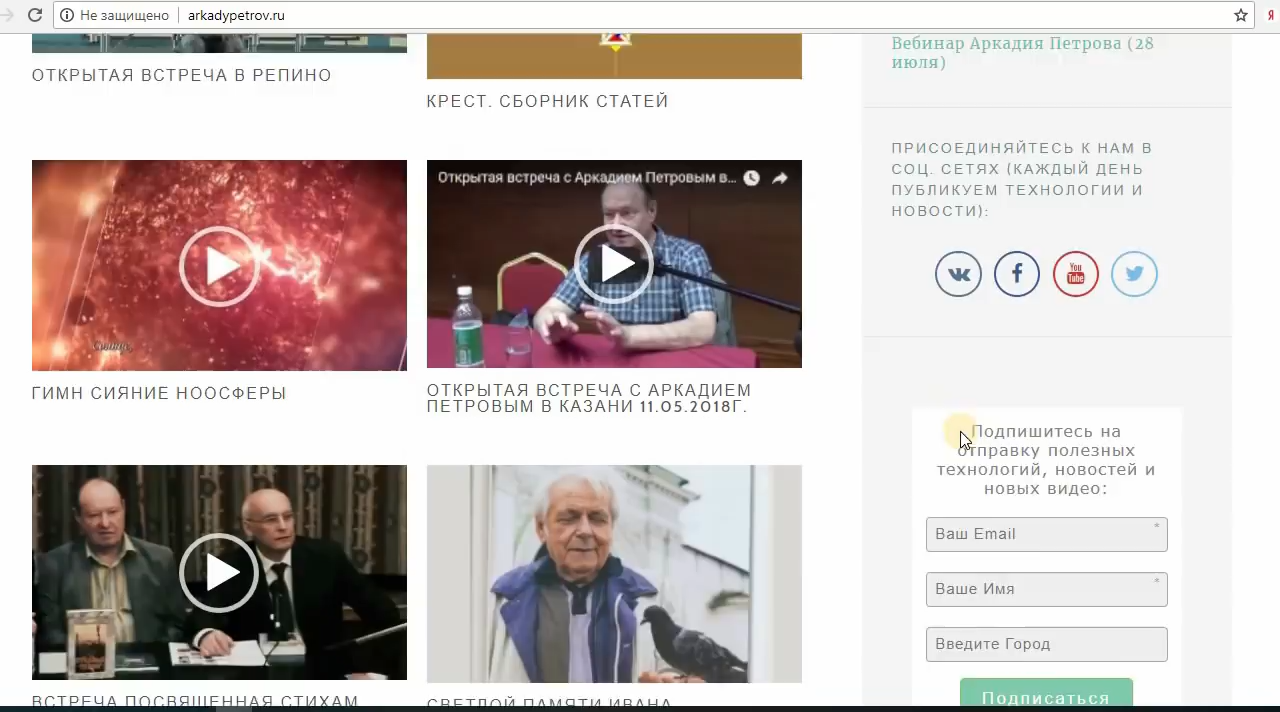 Не защищено
arkadypetrov.ru
Я
ОТКРЫТАЯ ВСТРЕЧА В РЕПИНО
КРЕСТ. СБОРНИК СТАТЕЙ
Открытая встреча с Аркадием Петровым в...
ГИМН СИЯНИЕ НООСФЕРЫ
ОТКРЫТАЯ ВСТРЕЧА С АРКАДИЕМ
ПЕТРОВЫМ В КАЗАНИ 11.05.2018Г.
ВСТРЕЧА ПОСВЯЩЕННАЯ СТИХАМ
СВЕТЛОЙ ПАМЯТИ ИВАНА
Вебинар Аркадия Петрова (28
июля)
ПРИСОЕДИНЯЙТЕСЬ К НАМ В
СОЦ. СЕТЯХ (КАЖДЫЙ ДЕНЬ
ПУБЛИКУЕМ ТЕХНОЛОГИИ И
НОВОСТИ):
You
Tube
Подпишитесь на
отправку полезных
технологий, новостей и
новых видео:
Ваш Email *
Ваше Имя *
Введите Город
Подписаться